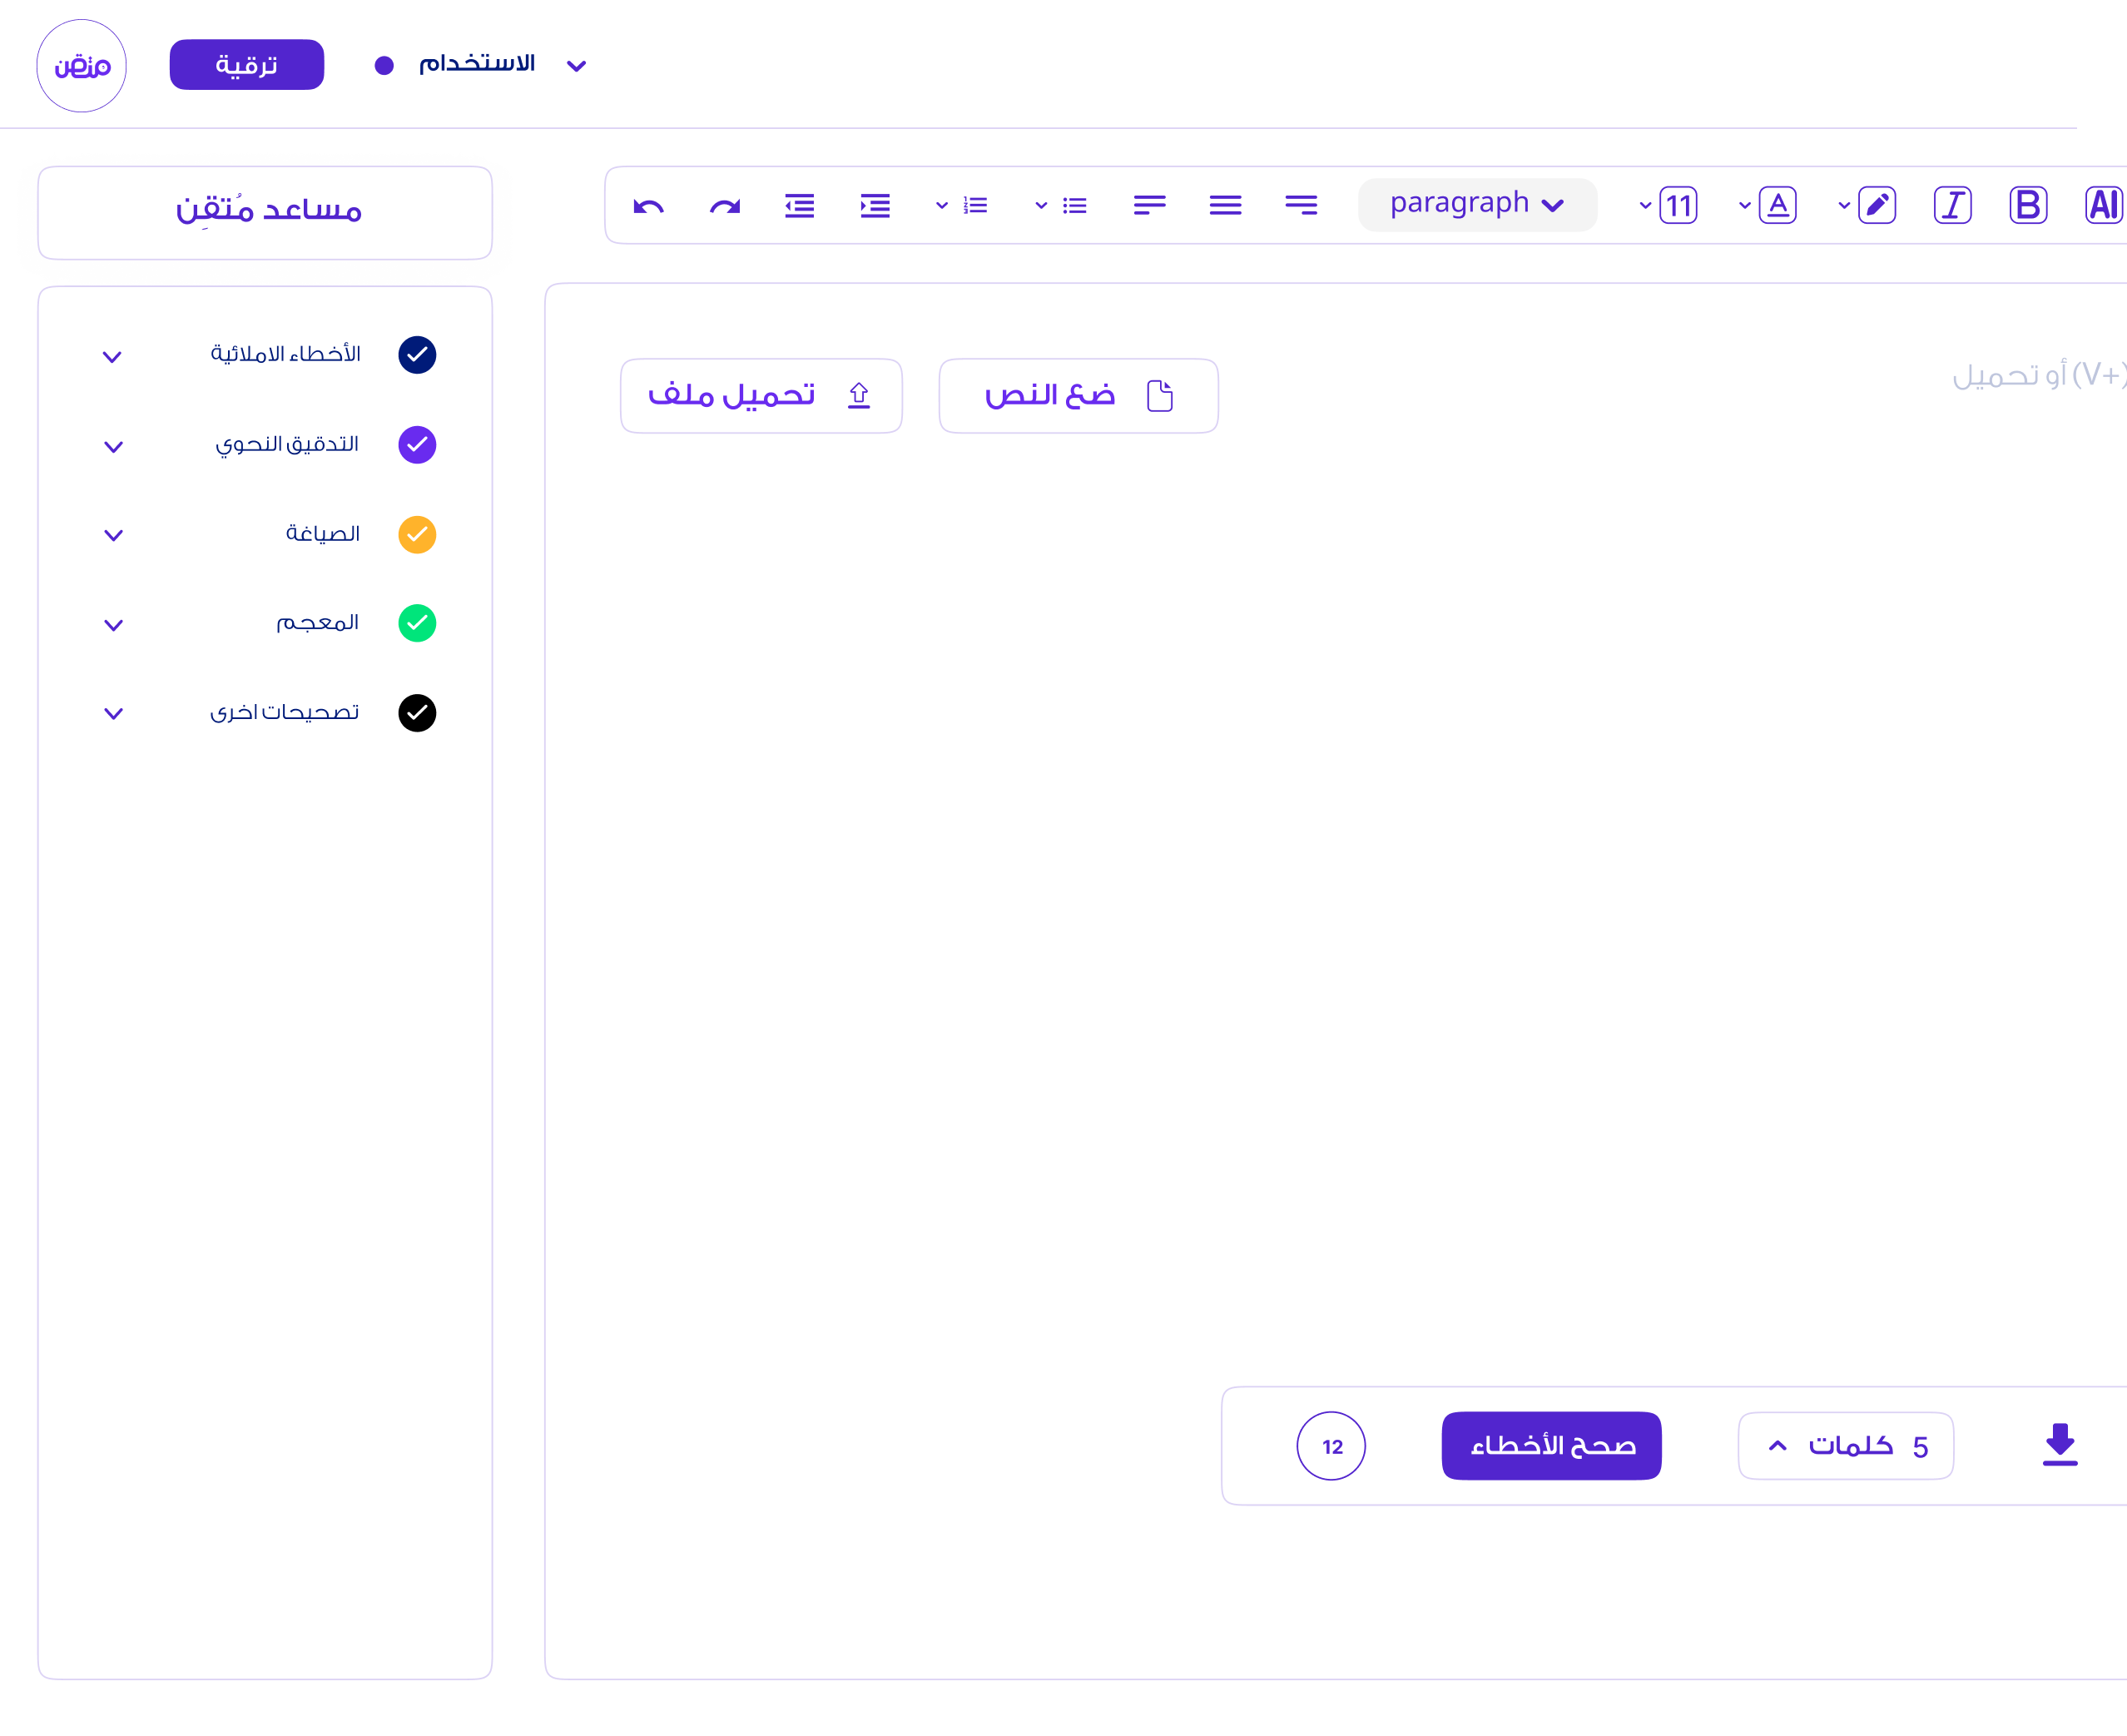 متقن
ترقية
الاستخدام
مساعد مُتقِن
paragraph
11
A
I
B
AI
الأخطاء الاملائية
التدقيق النحوي
الصياغة
المعجم
تصحيحات اخرى
تحميل ملف
ضع النص
(V+) أو تحميل
12
صحح الأخطاء
5 كلمات